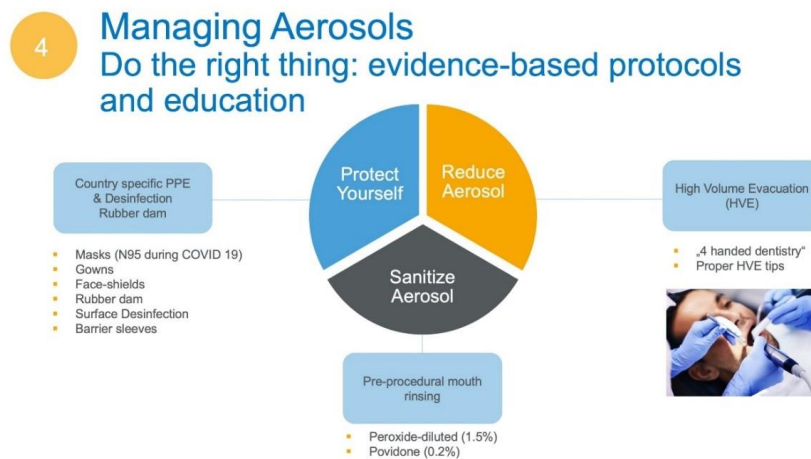 4
Managing Aerosols
Do the right thing: evidence-based protocols
and education
Protect
Yourself
Reduce
Aerosol
Sanitize
Aerosol
Country specific PPE
& Desinfection
Rubber dam
▪ Masks (N95 during COVID 19)
▪ Gowns
▪ Face-shields
▪ Rubber dam
▪ Surface Desinfection
▪ Barrier sleeves
High Volume Evacuation
(HVE)
▪ „4 handed dentistry“
▪ Proper HVE tips
Pre-procedural mouth
rinsing
▪ Peroxide-diluted (1.5%)
▪ Povidone (0.2%)